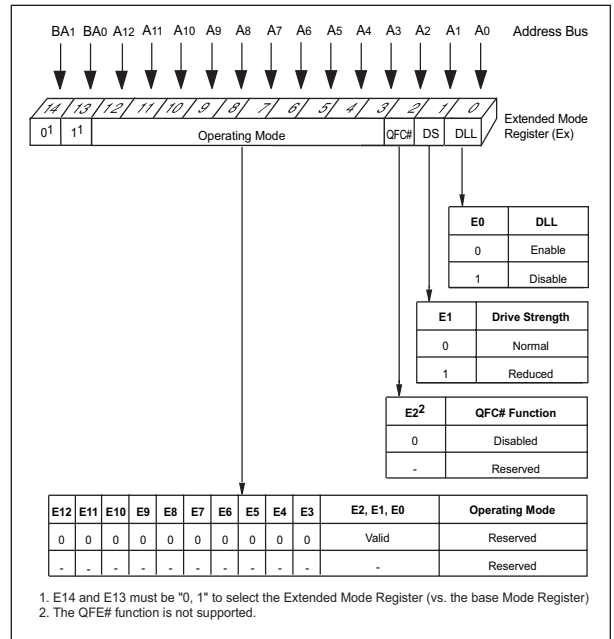 BA1 BA0 A12 A11 A10 A9 A8 A7 A6 A5 A4 A3 A2 A1 A0 Address Bus
14 13 12 11 10 9 8 7 6 5 4 3 2 1 0
Extended Mode
Register (Ex)
0¹ 1¹ Operating Mode QFC# DS DLL
E0 DLL
0 Enable
1 Disable
E1 Drive Strength
0 Normal
1 Reduced
E2² QFC# Function
0 Disabled
- Reserved
E12 E11 E10 E9 E8 E7 E6 E5 E4 E3 E2, E1, E0 Operating Mode
0 0 0 0 0 0 0 0 0 0 Valid Reserved
- - - - - - - - - - - Reserved
1. E14 and E13 must be "0, 1" to select the Extended Mode Register (vs. the base Mode Register)
2. The QFE# function is not supported.